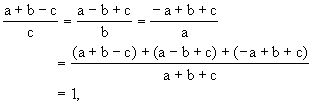 (a + b − c)/c = (a − b + c)/b = (−a + b + c)/a
= ((a + b − c) + (a − b + c) + (−a + b + c))/(a + b + c)
= 1,